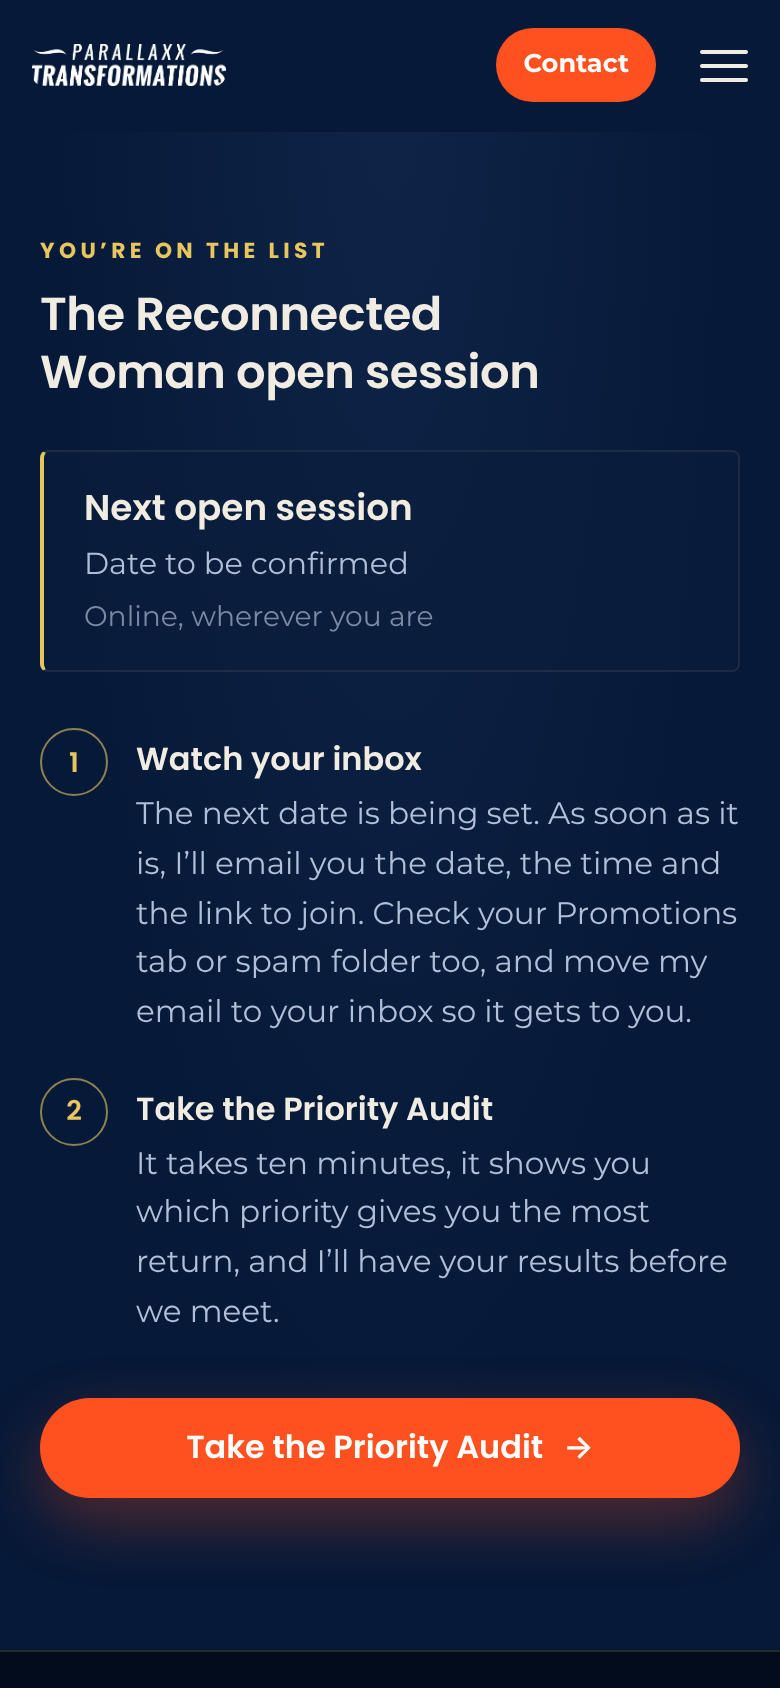 PARALLAXX
TRANSFORMATIONS
Contact
YOU’RE ON THE LIST
The Reconnected
Woman open session
Next open session
Date to be confirmed
Online, wherever you are
1
Watch your inbox
The next date is being set. As soon as it
is, I’ll email you the date, the time and
the link to join. Check your Promotions
tab or spam folder too, and move my
email to your inbox so it gets to you.
2
Take the Priority Audit
It takes ten minutes, it shows you
which priority gives you the most
return, and I’ll have your results before
we meet.
Take the Priority Audit →